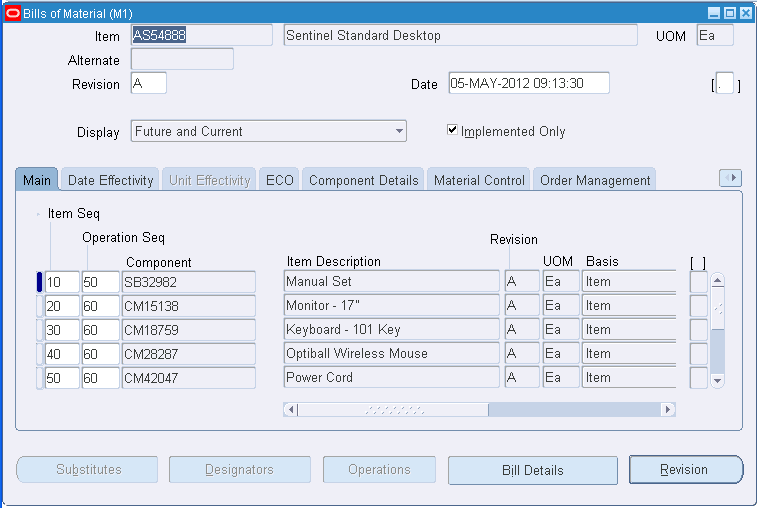 Bills of Material (M1)
Item AS54888 Sentinel Standard Desktop UOM Ea
Alternate
Revision A Date 05-MAY-2012 09:13:30 [ . ]
Display Future and Current Implemented Only
Main Date Effectivity Unit Effectivity ECO Component Details Material Control Order Management
Item Seq
Operation Seq Revision
Component Item Description UOM Basis [ ]
10 50 SB32982 Manual Set A Ea Item
20 60 CM15138 Monitor - 17" A Ea Item
30 60 CM18759 Keyboard - 101 Key A Ea Item
40 60 CM28287 Optiball Wireless Mouse A Ea Item
50 60 CM42047 Power Cord A Ea Item
Substitutes Designators Operations Bill Details Revision